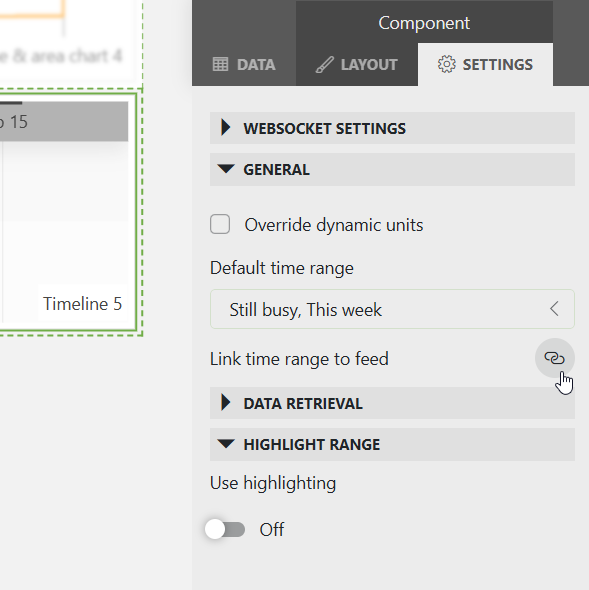 Component
DATA
LAYOUT
SETTINGS
& area chart 4
15
Timeline 5
WEBSOCKET SETTINGS
GENERAL
Override dynamic units
Default time range
Still busy, This week
Link time range to feed
DATA RETRIEVAL
HIGHLIGHT RANGE
Use highlighting
Off